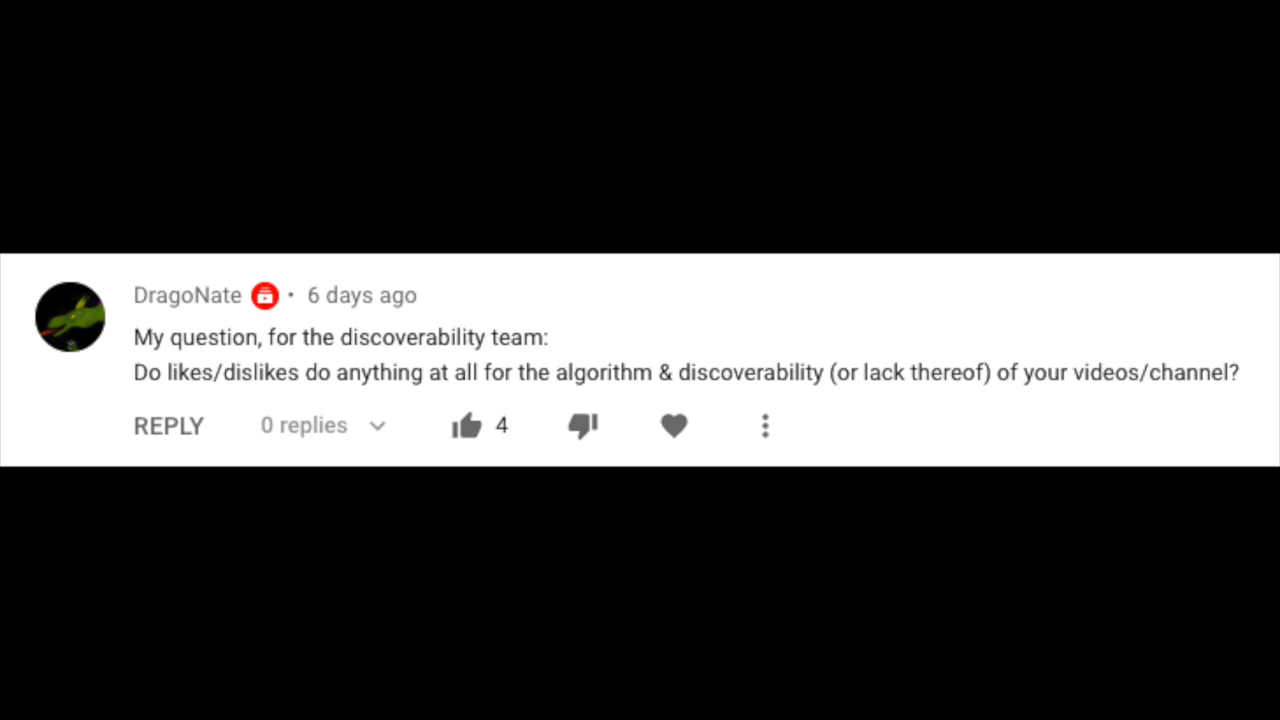 DragoNate • 6 days ago
My question, for the discoverability team:
Do likes/dislikes do anything at all for the algorithm & discoverability (or lack thereof) of your videos/channel?
REPLY 0 replies 4